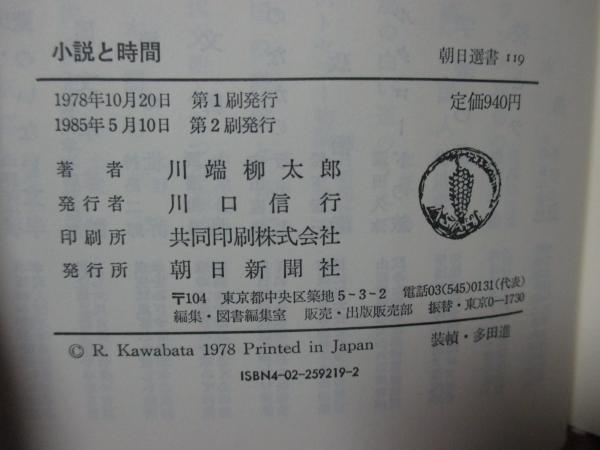 小説と時間 朝日選書 119
1978年10月20日 第1刷発行 定価940円
1985年5月10日 第2刷発行
著者 川端柳太郎
発行者 川口信行
印刷所 共同印刷株式会社
発行所 朝日新聞社
〒104 東京都中央区築地5-3-2 電話03(545)0131(代表)
編集・図書編集室 販売・出版販売部 振替・東京0-1730
© R. Kawabata 1978 Printed in Japan 装幀・多田進
ISBN4-02-259219-2